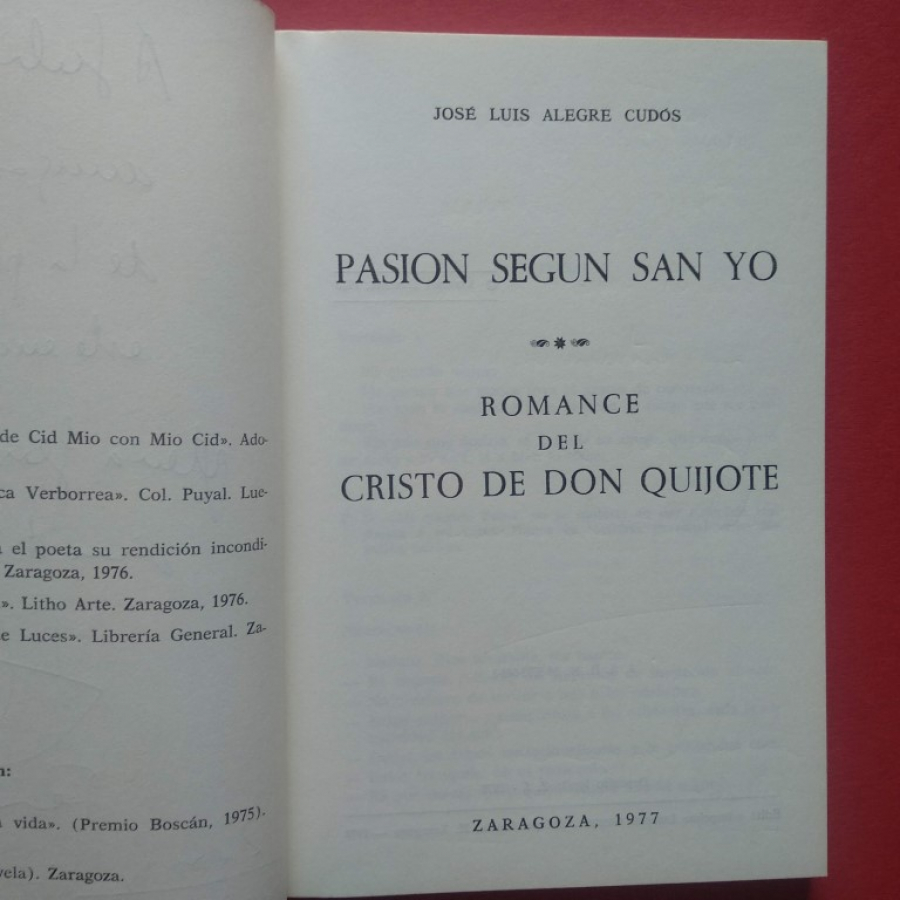 de Cid Mio con Mio Cid». Ado-
ca Verborrea». Col. Puyal. Lue-
el poeta su rendición incondi-
Zaragoza, 1976.
». Litho Arte. Zaragoza, 1976.
e Luces». Librería General. Za-
n:
vida». (Premio Boscán, 1975).
vela). Zaragoza.
JOSÉ LUIS ALEGRE CUDÓS
PASION SEGUN SAN YO
ROMANCE
DEL
CRISTO DE DON QUIJOTE
ZARAGOZA, 1977